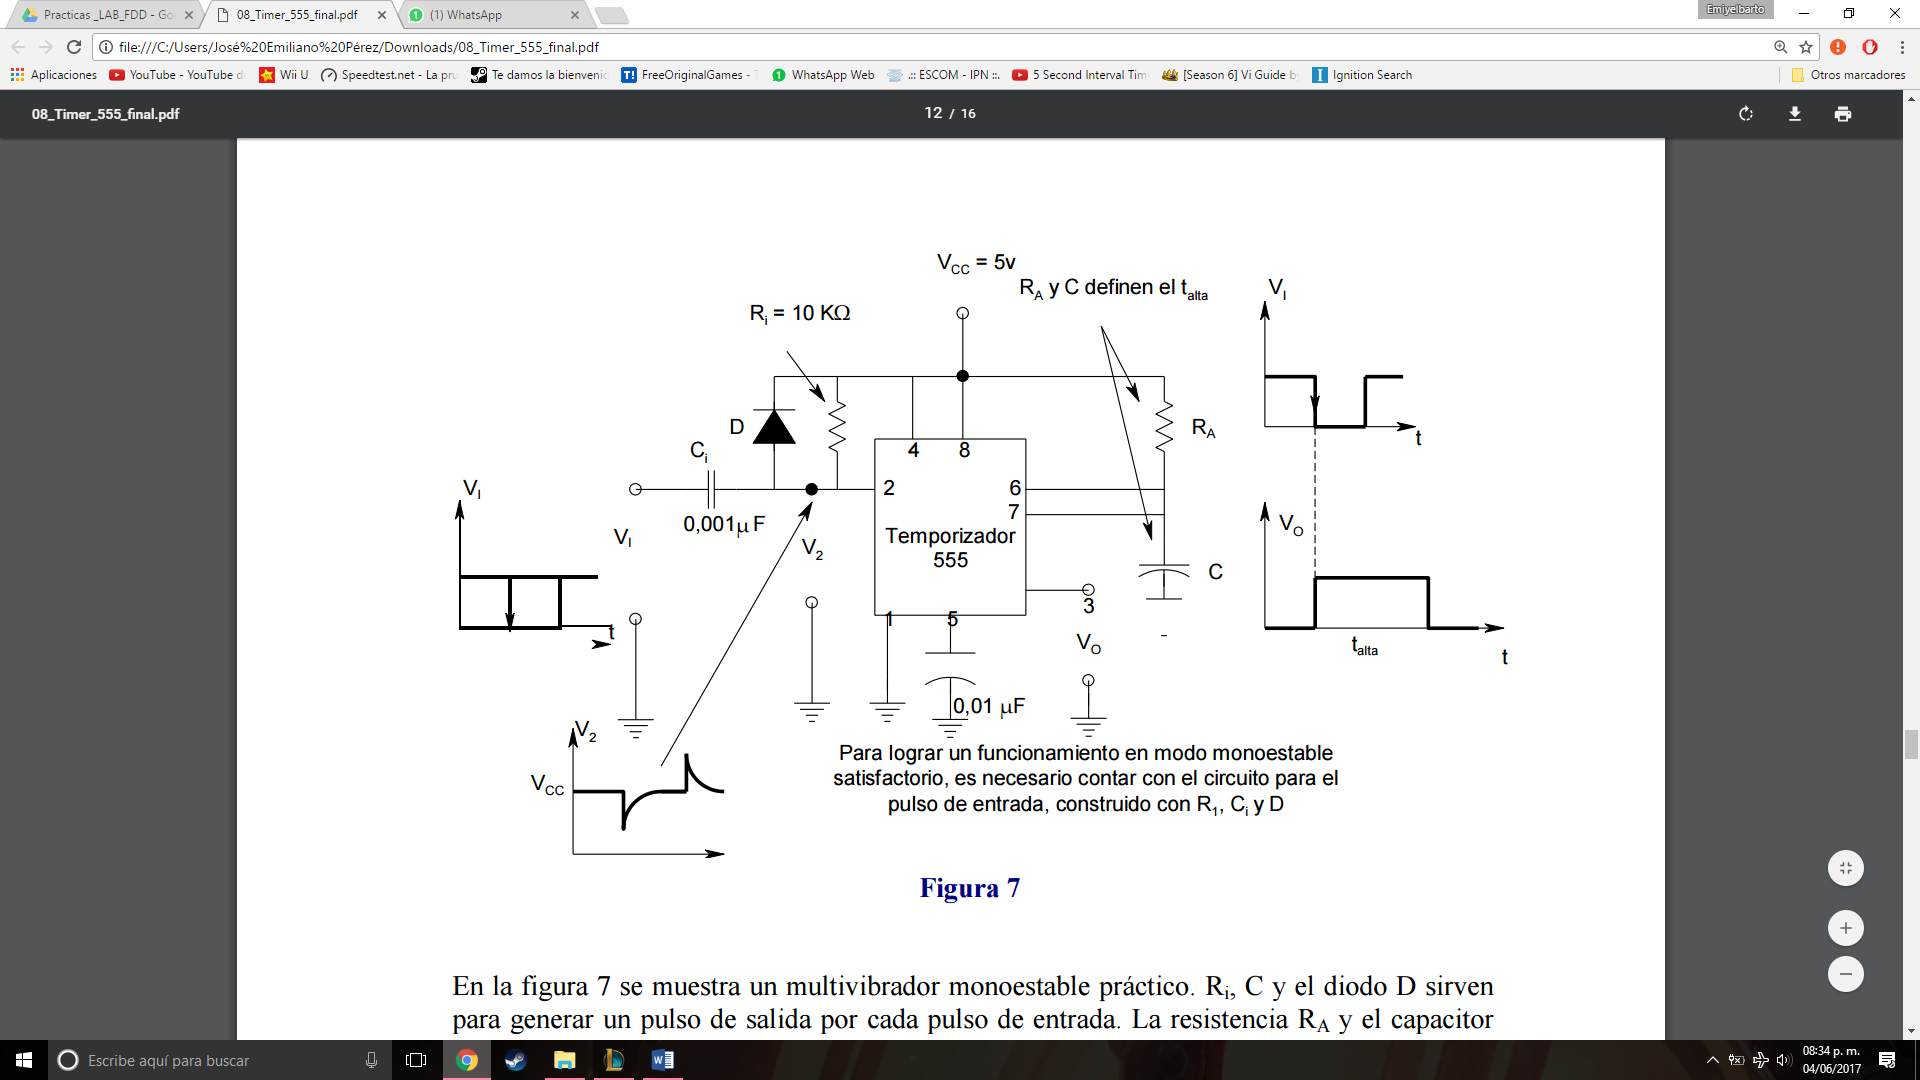 Practicas _LAB_FDD - Go
08_Timer_555_final.pdf
(1) WhatsApp
Emiyelbarto
file:///C:/Users/José%20Emiliano%20Pérez/Downloads/08_Timer_555_final.pdf
Aplicaciones
YouTube - YouTube de
Wii U
Speedtest.net - La pru
Te damos la bienvenid
FreeOriginalGames - T
WhatsApp Web
.:: ESCOM - IPN ::.
5 Second Interval Tim
[Season 6] Vi Guide b
Ignition Search
Otros marcadores
08_Timer_555_final.pdf
12 / 16
VCC = 5v
RA y C definen el talta
Ri = 10 KΩ
VI
t
D
RA
Ci
4
8
2
6
7
0,001µF
VI
VI
t
V2
Temporizador
555
C
VO
1
5
3
VO
talta
t
0,01 µF
V2
VCC
Para lograr un funcionamiento en modo monoestable
satisfactorio, es necesario contar con el circuito para el
pulso de entrada, construido con R1, Ci y D
Figura 7
En la figura 7 se muestra un multivibrador monoestable práctico. Ri, C y el diodo D sirven
para generar un pulso de salida por cada pulso de entrada. La resistencia RA y el capacitor
Escribe aquí para buscar
08:34 p. m.
04/06/2017